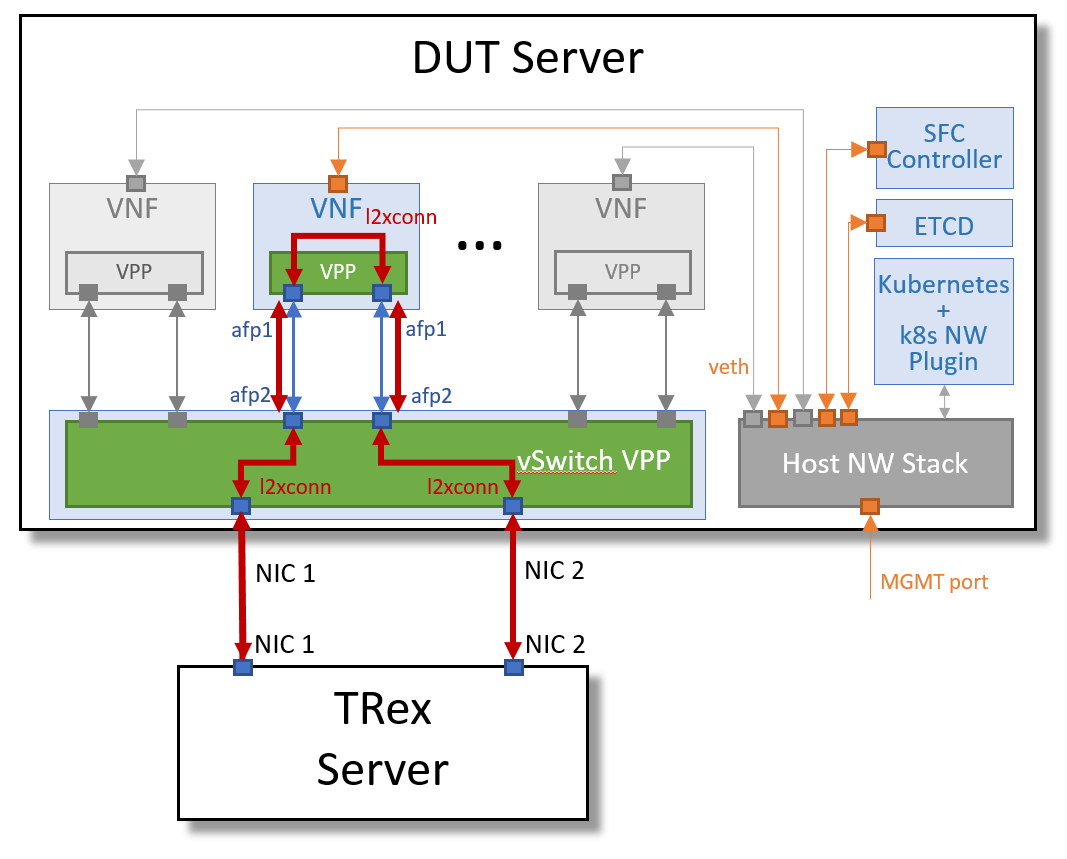 DUT Server
SFC
Controller
VNF
VNF
l2xconn
VNF
ETCD
VPP
VPP
VPP
Kubernetes
+
k8s NW
Plugin
afp1
afp1
veth
afp2
afp2
vSwitch VPP
Host NW Stack
l2xconn
l2xconn
NIC 1
NIC 2
MGMT port
NIC 1
NIC 2
TRex
Server